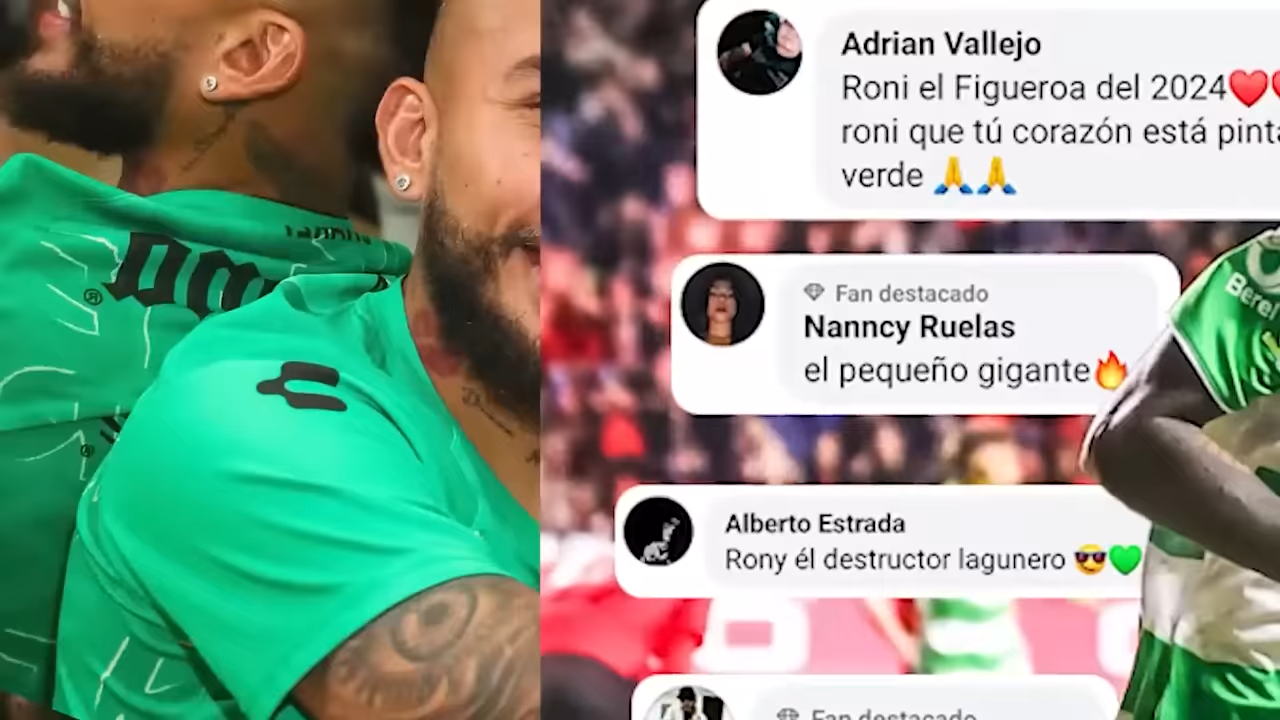 Adrian Vallejo
Roni el Figueroa del 2024❤️
roni que tú corazón está
verde 🙏🙏
Fan destacado
Nanncy Ruelas
el pequeño gigante🔥
Berel
Alberto Estrada
Rony él destructor lagunero 😎💚
Fan destacado